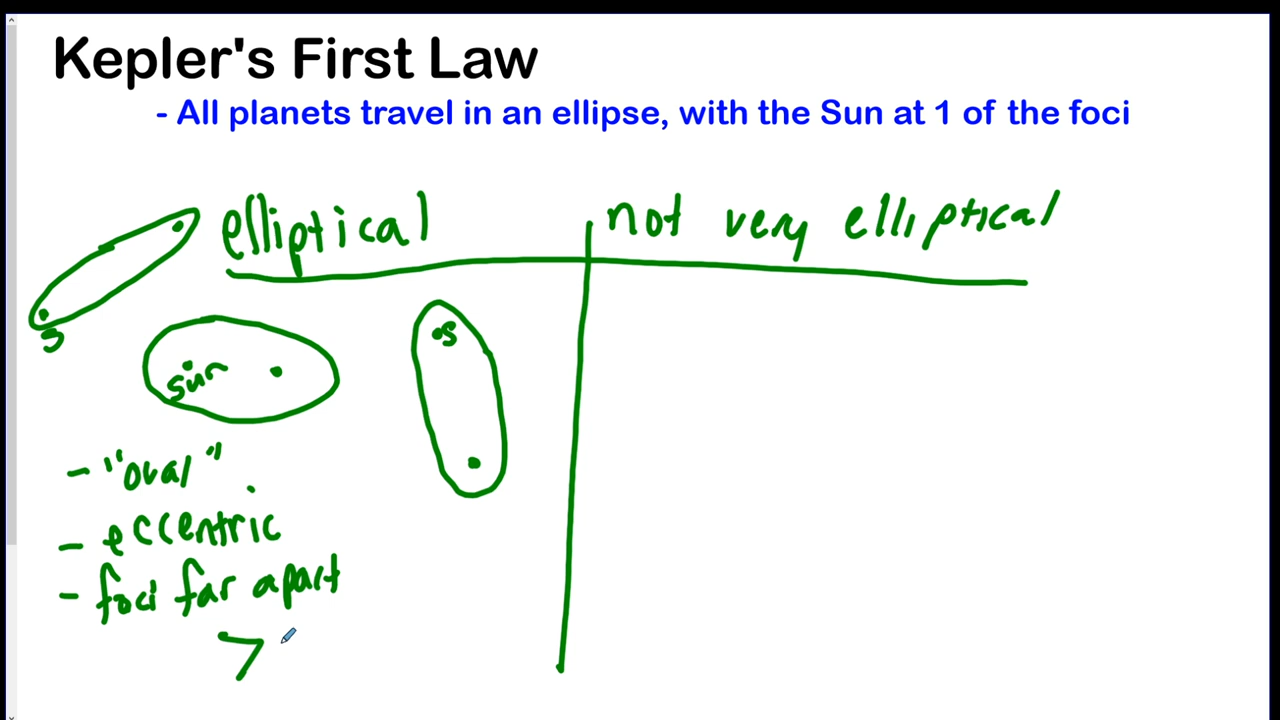 Kepler's First Law
- All planets travel in an ellipse, with the Sun at 1 of the foci
elliptical
not very elliptical
S
sun
S
- "oval"
- eccentric
- foci far apart
>